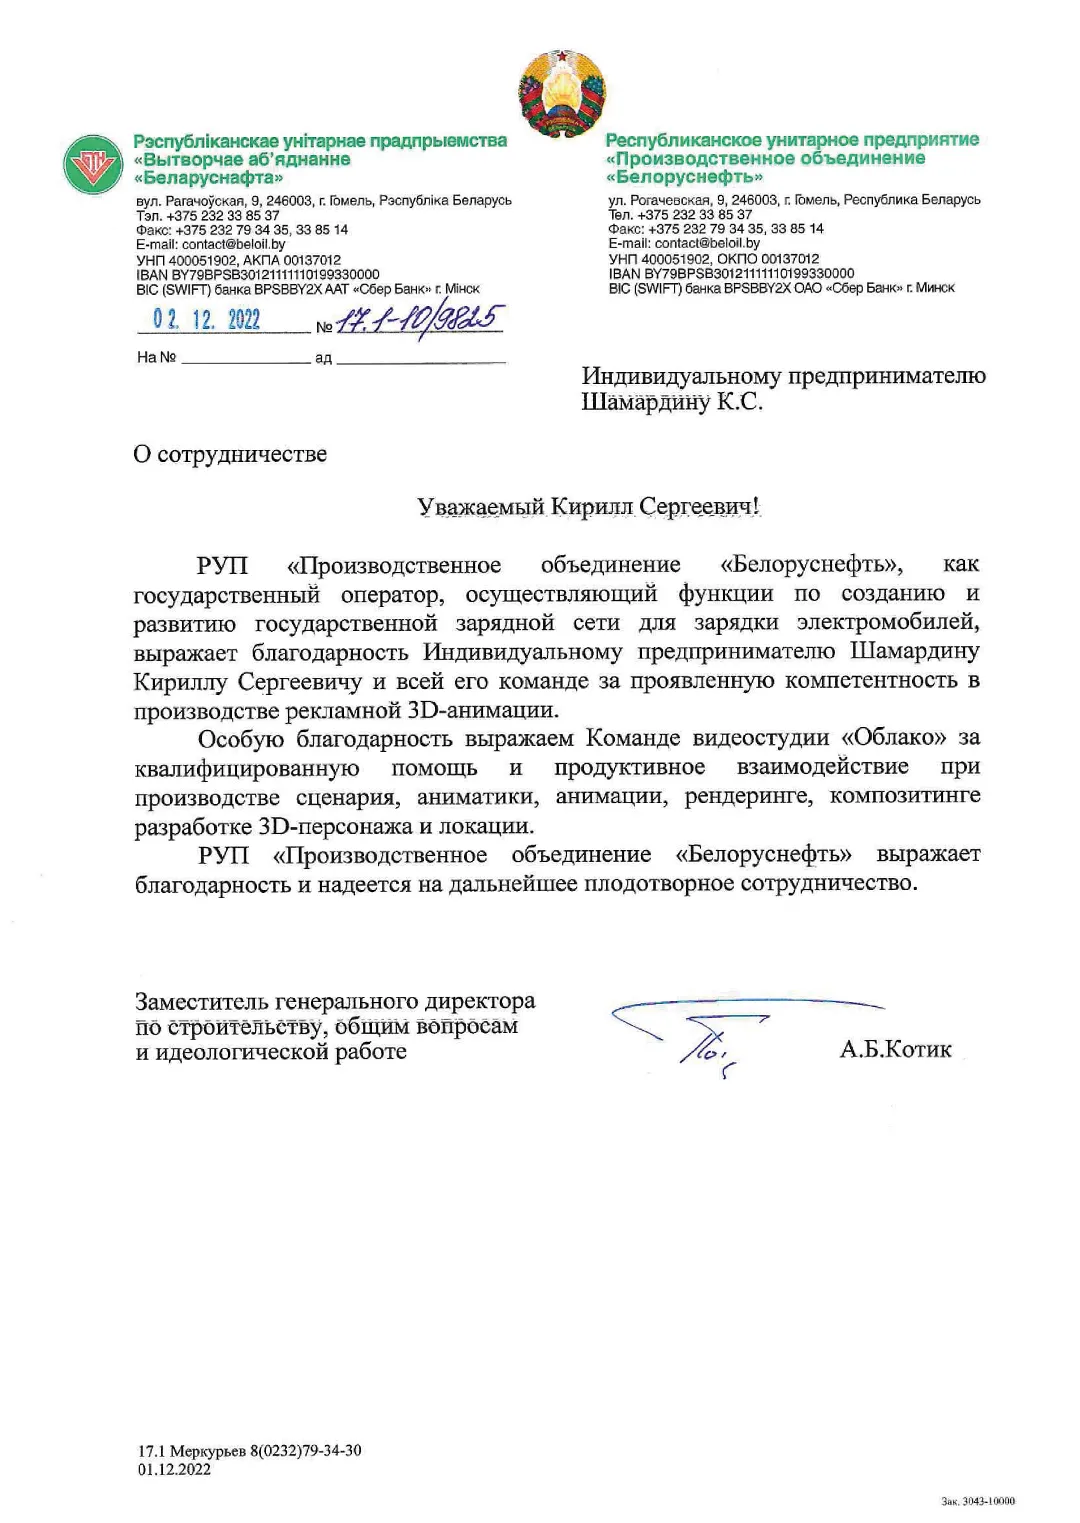 Рэспубліканскае унітарнае прадпрыемства
«Вытворчае аб’яднанне
«Беларуснафта»
вул. Рагачоўская, 9, 246003, г. Гомель, Рэспубліка Беларусь
Тэл. +375 232 33 85 37
Факс: +375 232 79 34 35, 33 85 14
E-mail: contact@beloil.by
УНП 400051902, АКПА 00137012
IBAN BY79BPSB30121111110199330000
BIC (SWIFT) банка BPSBBY2X ААТ «Сбер Банк» г. Мінск
02. 12. 2022 № 17.1-10/9825
На № ад
Республиканское унитарное предприятие
«Производственное объединение
«Белоруснефть»
ул. Рогачевская, 9, 246003, г. Гомель, Республика Беларусь
Тел. +375 232 33 85 37
Факс: +375 232 79 34 35, 33 85 14
E-mail: contact@beloil.by
УНП 400051902, ОКПО 00137012
IBAN BY79BPSB30121111110199330000
BIC (SWIFT) банка BPSBBY2X ОАО «Сбер Банк» г. Минск
Индивидуальному предпринимателю
Шамардину К.С.
О сотрудничестве
Уважаемый Кирилл Сергеевич!
РУП «Производственное объединение «Белоруснефть», как
государственный оператор, осуществляющий функции по созданию и
развитию государственной зарядной сети для зарядки электромобилей,
выражает благодарность Индивидуальному предпринимателю Шамардину
Кириллу Сергеевичу и всей его команде за проявленную компетентность в
производстве рекламной 3D-анимации.
Особую благодарность выражаем Команде видеостудии «Облако» за
квалифицированную помощь и продуктивное взаимодействие при
производстве сценария, аниматики, анимации, рендеринге, композитинге
разработке 3D-персонажа и локации.
РУП «Производственное объединение «Белоруснефть» выражает
благодарность и надеется на дальнейшее плодотворное сотрудничество.
Заместитель генерального директора
по строительству, общим вопросам
и идеологической работе
А.Б.Котик
17.1 Меркурьев 8(0232)79-34-30
01.12.2022
Зак. 3043-10000